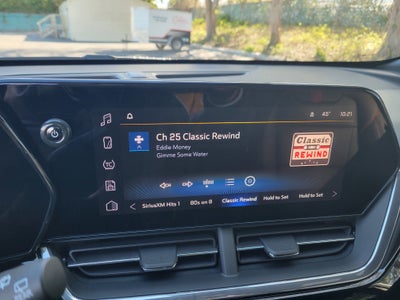 45° 10:21
Ch 25 Classic Rewind
Eddie Money
Gimme Some Water
Classic
REWIND
SiriusXM Hits 1 80s on 8 Classic Rewind Hold to Set Hold to Set